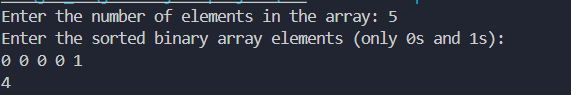 Enter the number of elements in the array: 5
Enter the sorted binary array elements (only 0s and 1s):
0 0 0 0 1
4